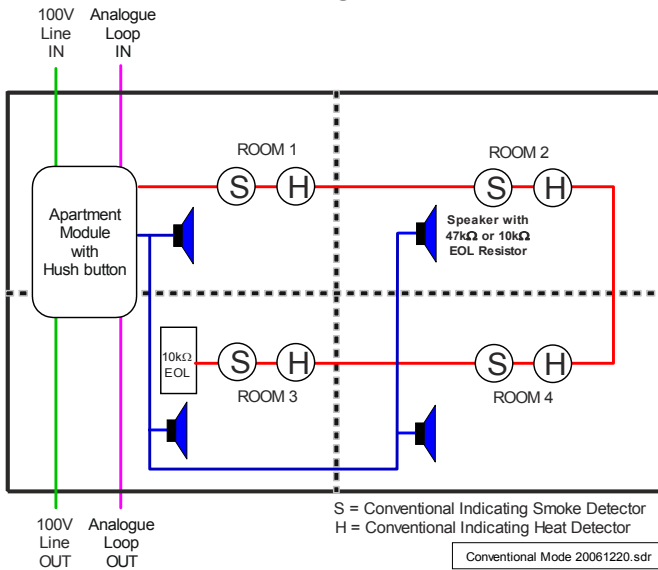 100V
Line
IN
Analogue
Loop
IN
ROOM 1
S
H
ROOM 2
S
H
Apartment
Module
with
Hush button
Speaker with
47kΩ or 10kΩ
EOL Resistor
10kΩ
EOL
S
H
ROOM 3
S
H
ROOM 4
100V
Line
OUT
Analogue
Loop
OUT
S = Conventional Indicating Smoke Detector
H = Conventional Indicating Heat Detector
Conventional Mode 20061220.sdr